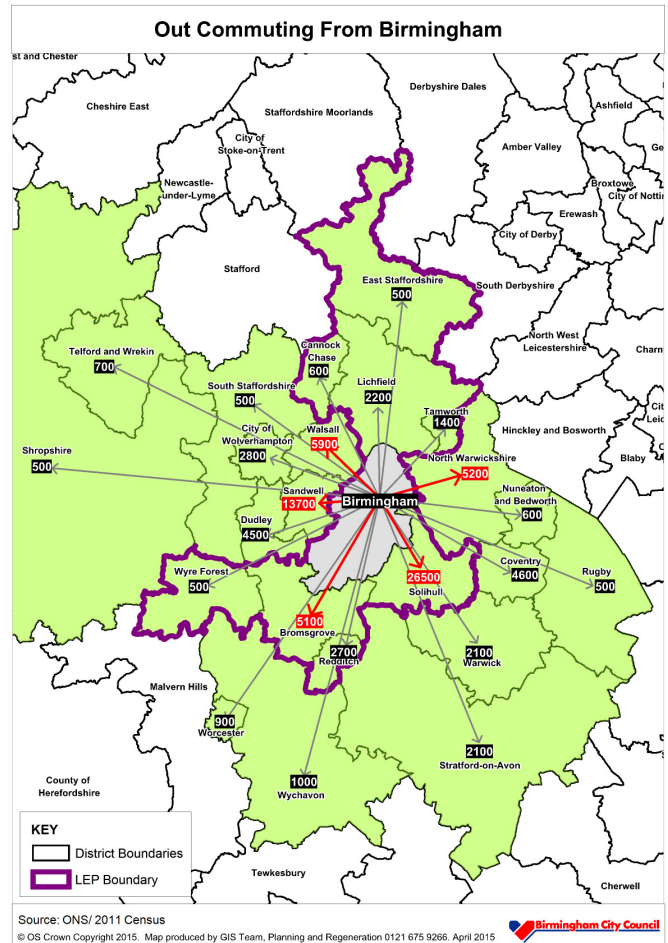 Out Commuting From Birmingham
st and Chester
Derbyshire Dales
Cheshire East
Staffordshire Moorlands
Ashfield
City of
Stoke-on-Trent
Amber Valley
Ge
Newcastle-
under-Lyme
Broxtowe
City of Nottin
Erewash
City of Derby
Stafford
East Staffordshire
500
South Derbyshire
North West
Leicestershire
Charn
Telford and Wrekin
700
Cannock
Chase
600
South Staffordshire
500
Lichfield
2200
Tamworth
1400
City
Leic
Hinckley and Bosworth
Walsall
5900
City of
Wolverhampton
2800
Blaby
C
o
Shropshire
500
North Warwickshire
5200
Nuneaton
and Bedworth
600
Sandwell
13700
Birmingham
Dudley
4500
Wyre Forest
500
26500
Solihull
Coventry
4600
Rugby
500
5100
Bromsgrove
2700
Redditch
2100
Warwick
Malvern Hills
900
Worcester
2100
Stratford-on-Avon
County of
Herefordshire
1000
Wychavon
KEY
District Boundaries
LEP Boundary
Tewkesbury
Cherwell
Source: ONS/ 2011 Census
© OS Crown Copyright 2015. Map produced by GIS Team, Planning and Regeneration 0121 675 9266. April 2015
Birmingham City Council